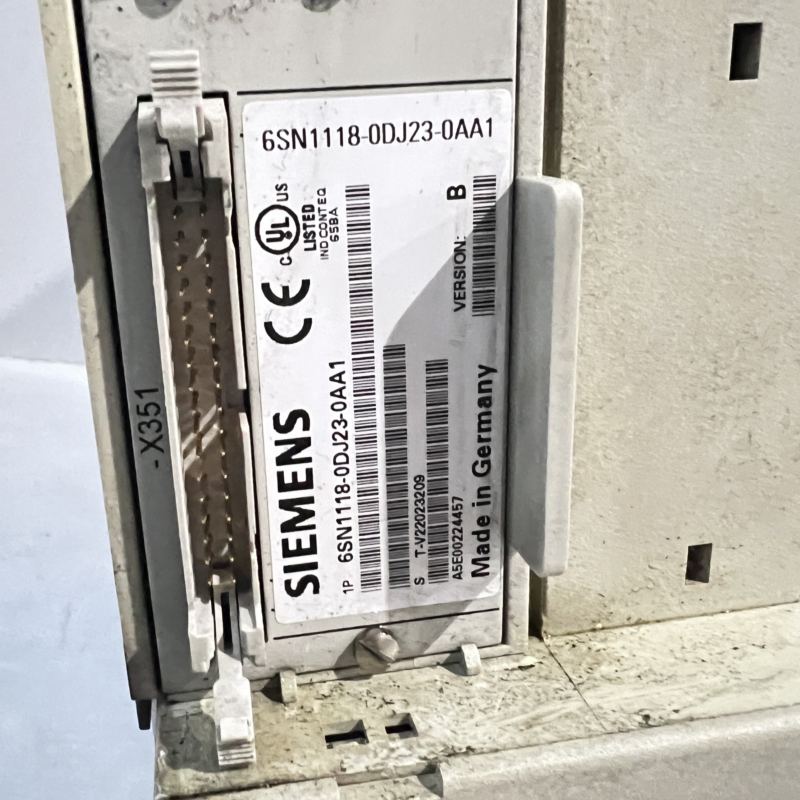 6SN1118-0DJ23-0AA1
C UL US
LISTED
IND CONT EQ
65BA
CE
SIEMENS
1P 6SN1118-0DJ23-0AA1
S T-V22023209
A5E00224457
VERSION: B
Made in Germany
-X351